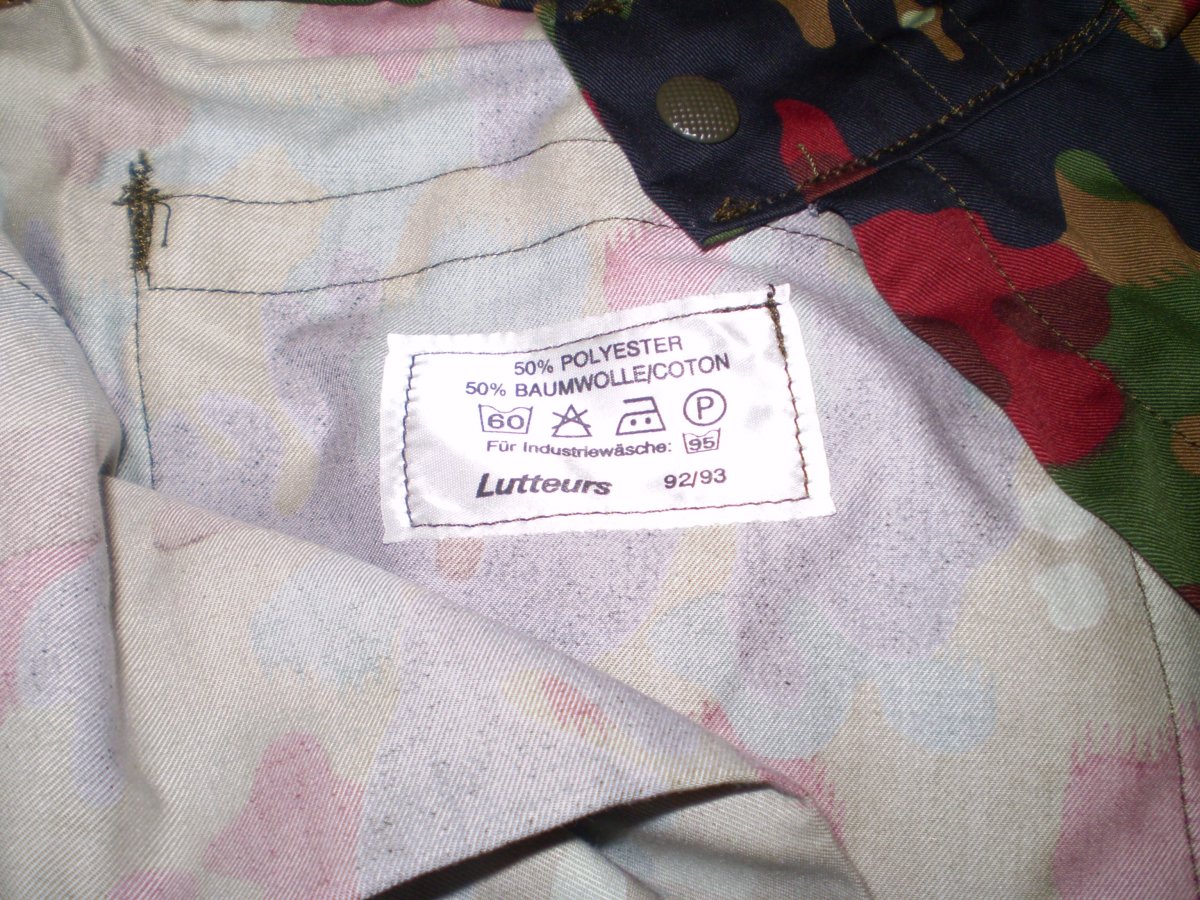 50% POLYESTER
50% BAUMWOLLE/COTON
60 P
Für Industriewäsche: 95
Lutteurs 92/93